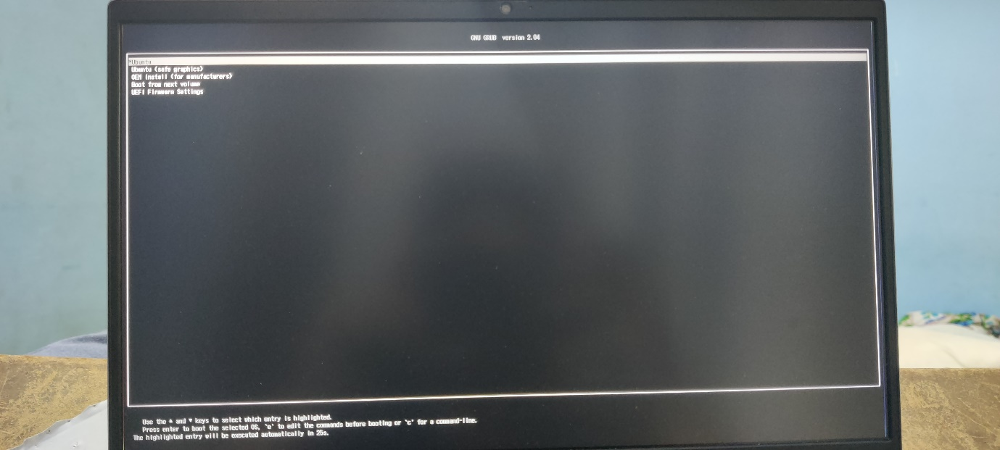 GNU GRUB version 2.04
*Ubuntu
Ubuntu (safe graphics)
OEM install (for manufacturers)
Boot from next volume
UEFI Firmware Settings
Use the ▲ and ▼ keys to select which entry is highlighted.
Press enter to boot the selected OS, `e' to edit the commands before booting or `c' for a command-line.
The highlighted entry will be executed automatically in 25s.